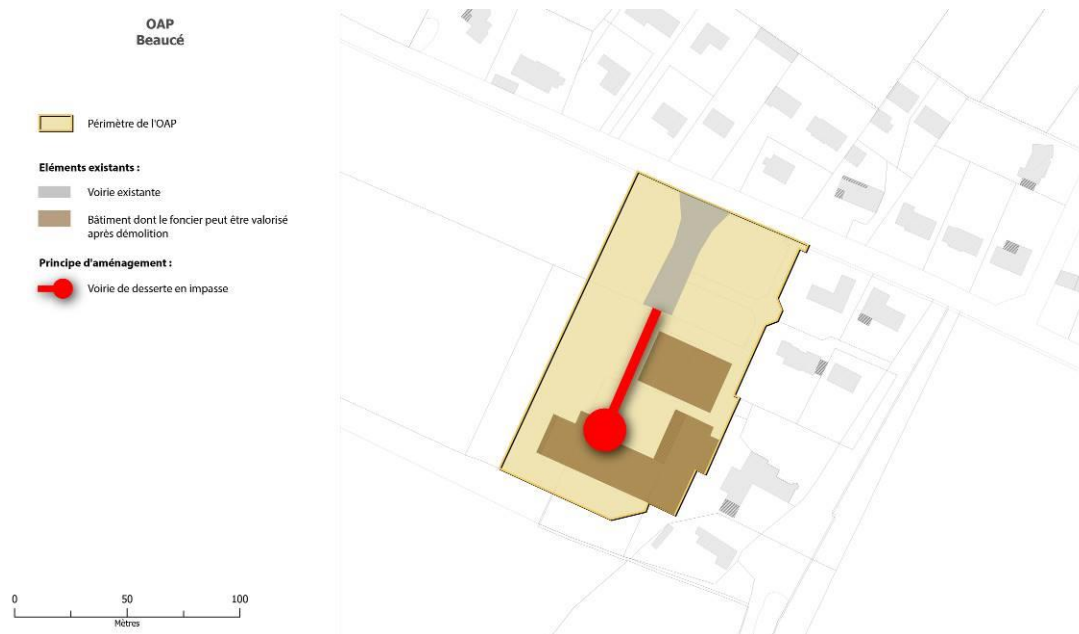 OAP
Beaucé
Périmètre de l'OAP
Eléments existants :
Voirie existante
Bâtiment dont le foncier peut être valorisé
après démolition
Principe d'aménagement :
Voirie de desserte en impasse
0 50 100
Mètres